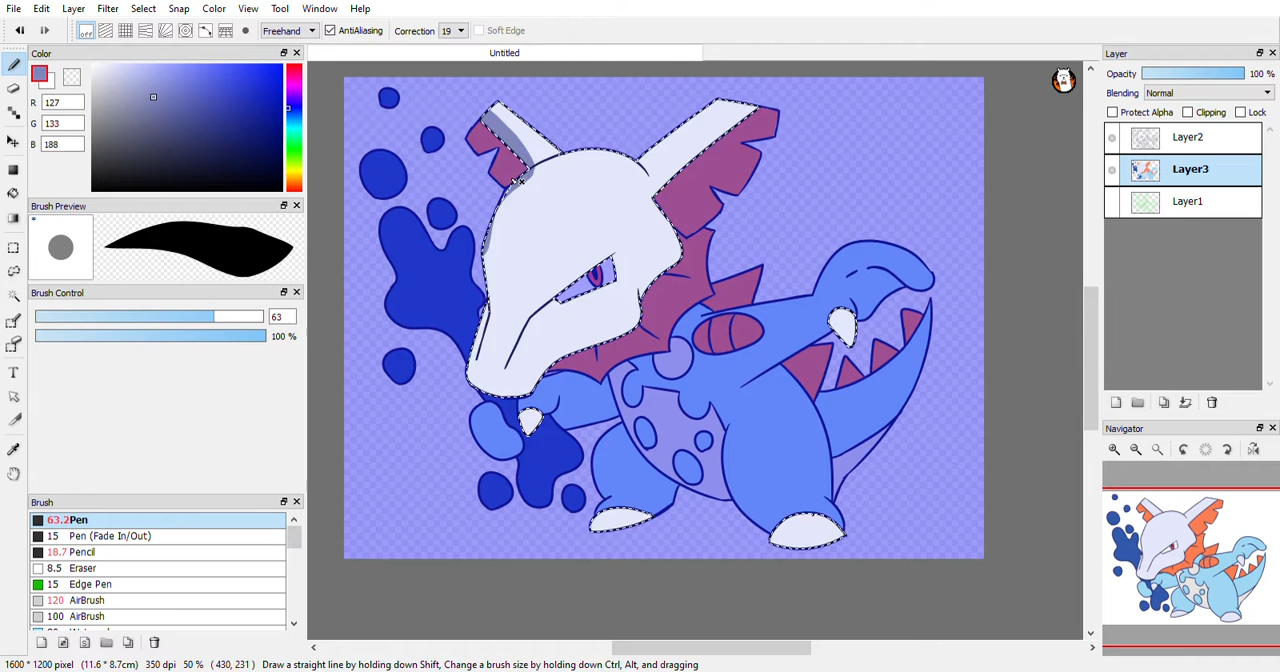 File Edit Layer Filter Select Snap Color View Tool Window Help
off Freehand AntiAliasing Correction 19 Soft Edge
Color
Untitled
Layer
R 127
G 133
B 188
Opacity 100 %
Blending Normal
Protect Alpha Clipping Lock
Layer2
Layer3
Layer1
Brush Preview
*
Brush Control
63
100 %
Navigator
Brush
63.2 Pen
15 Pen (Fade In/Out)
18.7 Pencil
8.5 Eraser
15 Edge Pen
120 AirBrush
100 AirBrush
1600 * 1200 pixel (11.6 * 8.7cm) 350 dpi 50 % ( 430, 231 ) Draw a straight line by holding down Shift, Change a brush size by holding down Ctrl, Alt, and dragging